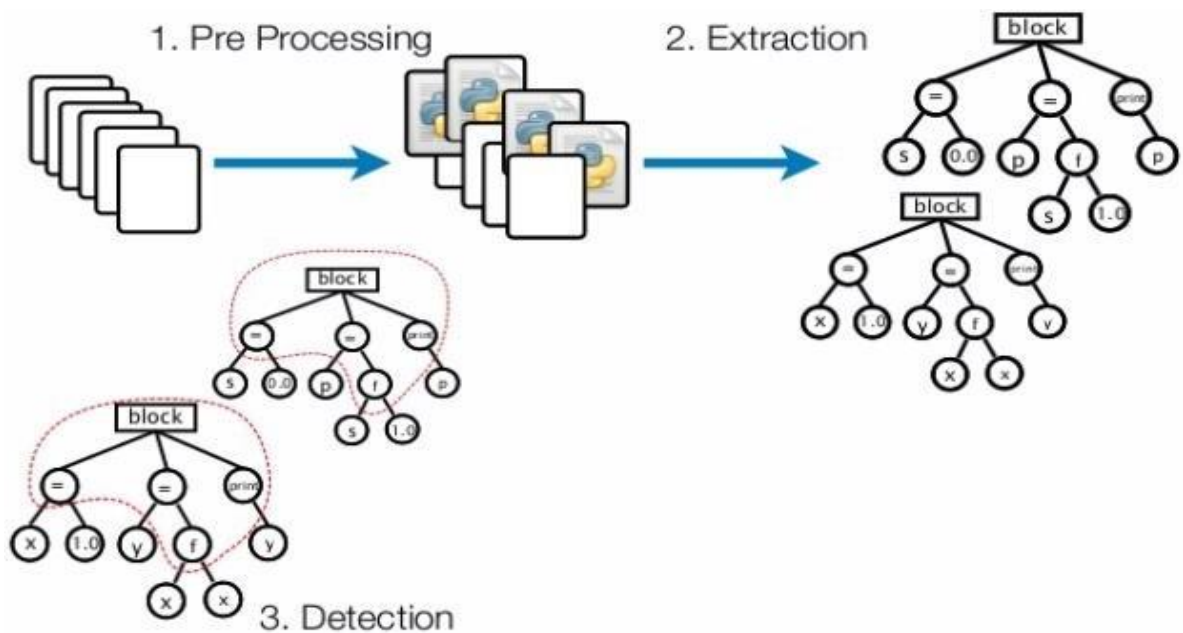 1. Pre Processing
2. Extraction
block
= = print
s 0.0 p f p
s 1.0
block
= = print
x 1.0 y f y
x x
block
= = print
s 0.0 p f p
s 1.0
block
= = print
x 1.0 y f y
x x
3. Detection